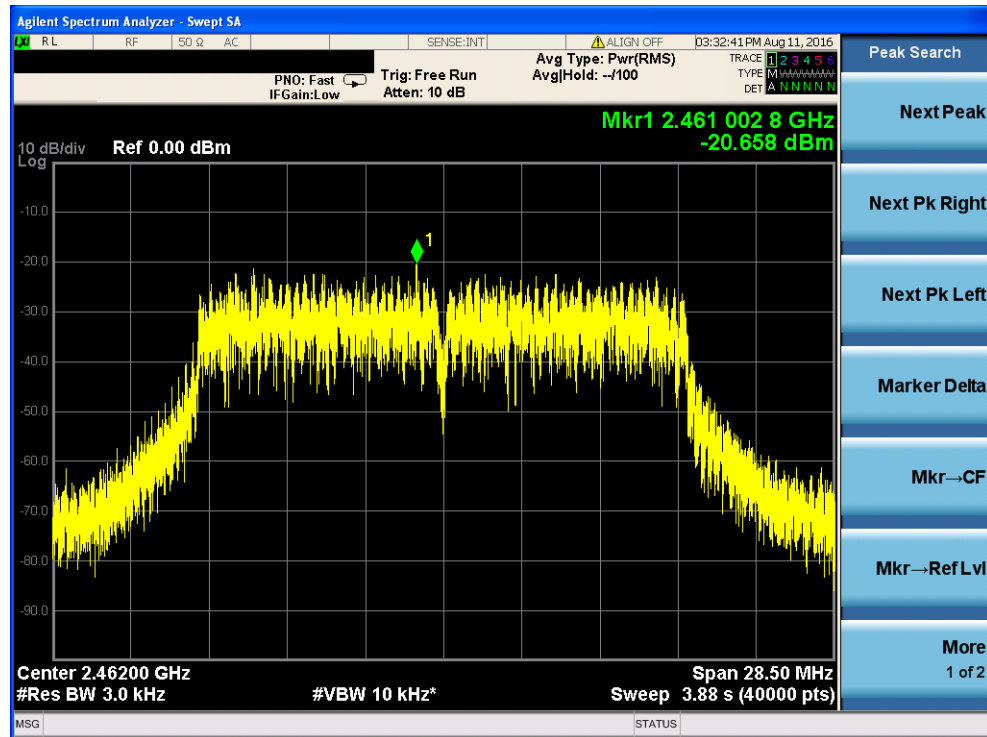 Agilent Spectrum Analyzer - Swept SA
LXI RL RF 50 Ω AC SENSE:INT ⚠ALIGN OFF 03:32:41 PM Aug 11, 2016
PNO: Fast
IFGain:Low
Trig: Free Run
Atten: 10 dB
Avg Type: Pwr(RMS)
Avg|Hold: --/100
TRACE 1 2 3 4 5 6
TYPE M WWWWW
DET A N N N N N
Mkr1 2.461 002 8 GHz
-20.658 dBm
10 dB/div Ref 0.00 dBm
Log
1
-10.0
-20.0
-30.0
-40.0
-50.0
-60.0
-70.0
-80.0
-90.0
Center 2.46200 GHz Span 28.50 MHz
#Res BW 3.0 kHz #VBW 10 kHz* Sweep 3.88 s (40000 pts)
MSG STATUS
Peak Search
Next Peak
Next Pk Right
Next Pk Left
Marker Delta
Mkr→CF
Mkr→Ref Lvl
More
1 of 2